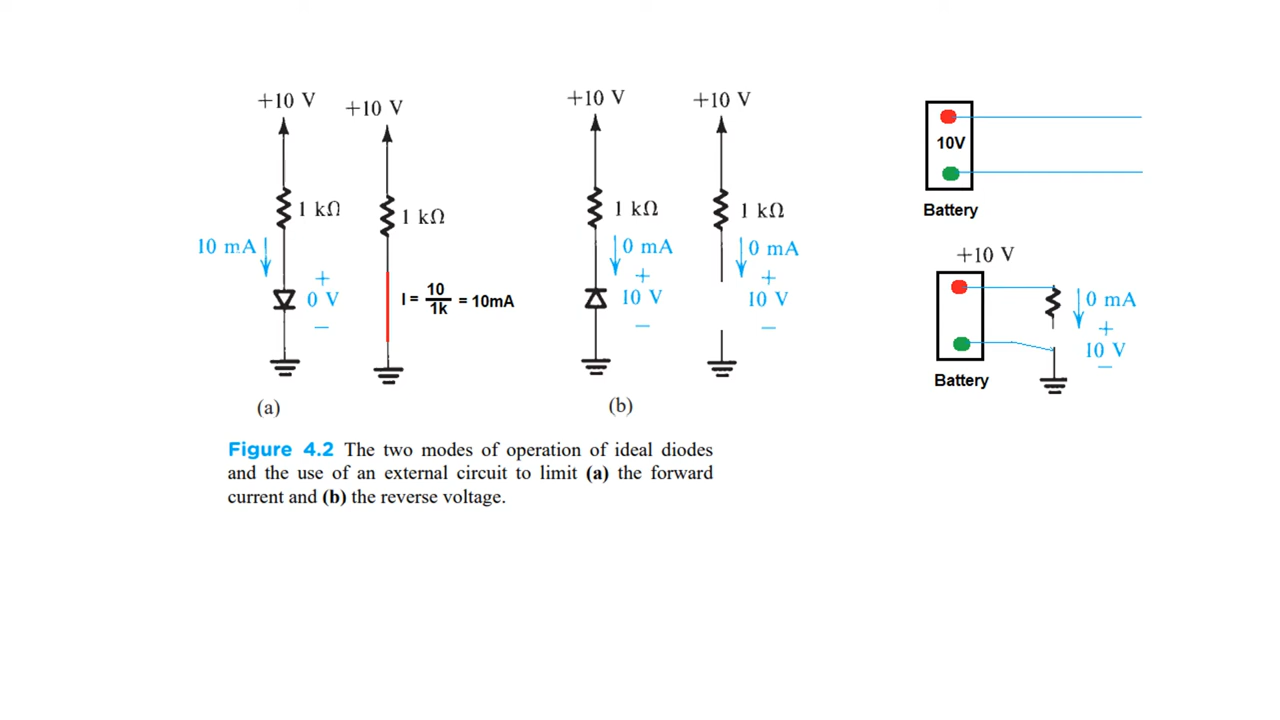 +10 V
+10 V
1 kΩ
1 kΩ
10 mA
+
0 V
−
I = 10/1k = 10mA
(a)
+10 V
+10 V
1 kΩ
1 kΩ
0 mA
0 mA
+
+
10 V
10 V
−
−
(b)
10V
Battery
+10 V
0 mA
+
10 V
−
Battery
Figure 4.2 The two modes of operation of ideal diodes
and the use of an external circuit to limit (a) the forward
current and (b) the reverse voltage.